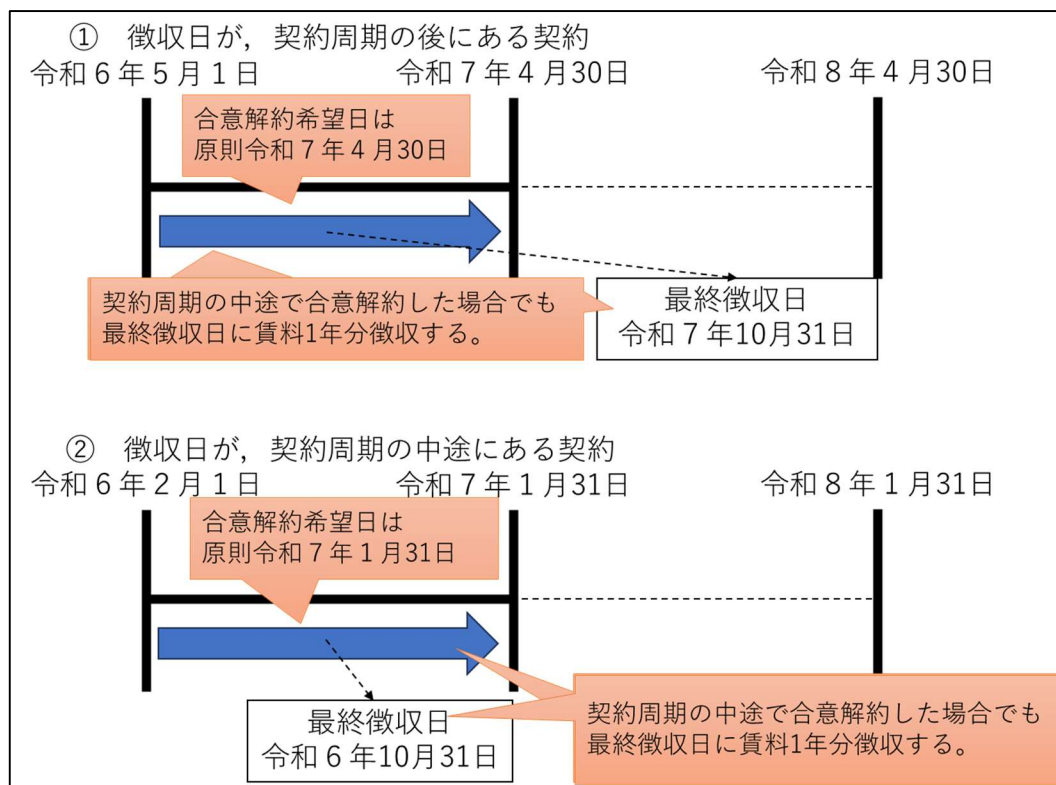 ① 徴収日が，契約周期の後にある契約
令和６年５月１日
令和７年４月30日
令和８年４月30日
合意解約希望日は
原則令和７年４月30日
契約周期の中途で合意解約した場合でも
最終徴収日に賃料1年分徴収する。
最終徴収日
令和７年10月31日
② 徴収日が，契約周期の中途にある契約
令和６年２月１日
令和７年１月31日
令和８年１月31日
合意解約希望日は
原則令和７年１月31日
最終徴収日
令和６年10月31日
契約周期の中途で合意解約した場合でも
最終徴収日に賃料1年分徴収する。